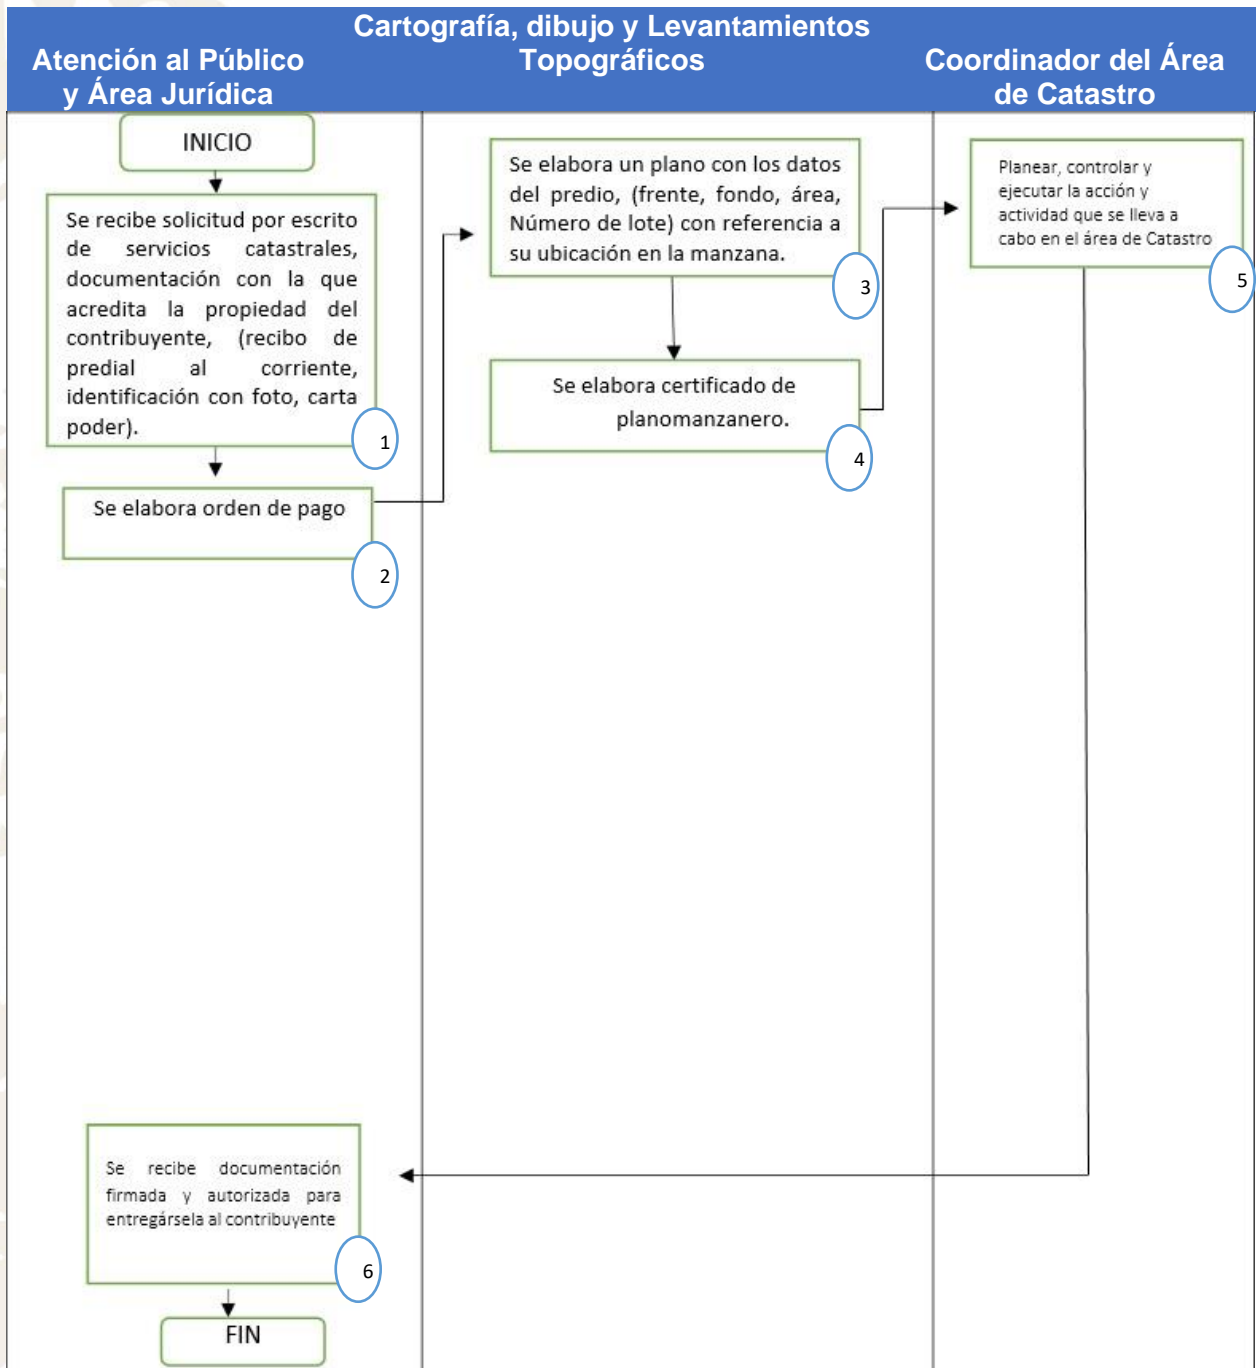 Atención al Público
y Área Jurídica
Cartografía, dibujo y Levantamientos
Topográficos
Coordinador del Área
de Catastro
INICIO
Se recibe solicitud por escrito
de servicios catastrales,
documentación con la que
acredita la propiedad del
contribuyente, (recibo de
predial al corriente,
identificación con foto, carta
poder).
1
Se elabora orden de pago
2
Se elabora un plano con los datos
del predio, (frente, fondo, área,
Número de lote) con referencia a
su ubicación en la manzana.
3
Se elabora certificado de
planomanzanero.
4
Planear, controlar y
ejecutar la acción y
actividad que se lleva a
cabo en el área de Catastro
5
Se recibe documentación
firmada y autorizada para
entregársela al contribuyente
6
FIN